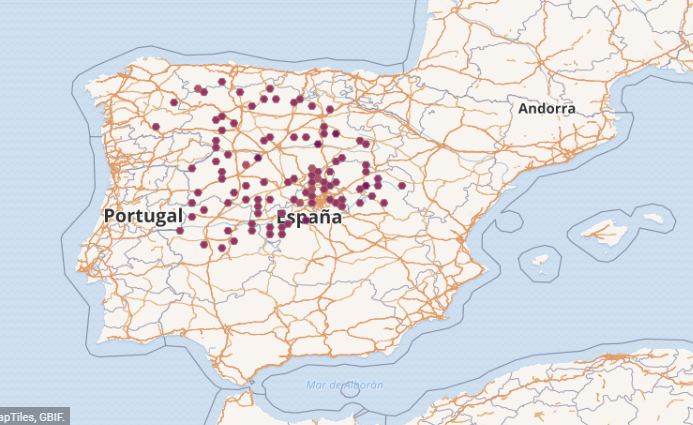 Andorra
Portugal
España
Mar de Alborán
apTiles, GBIF.